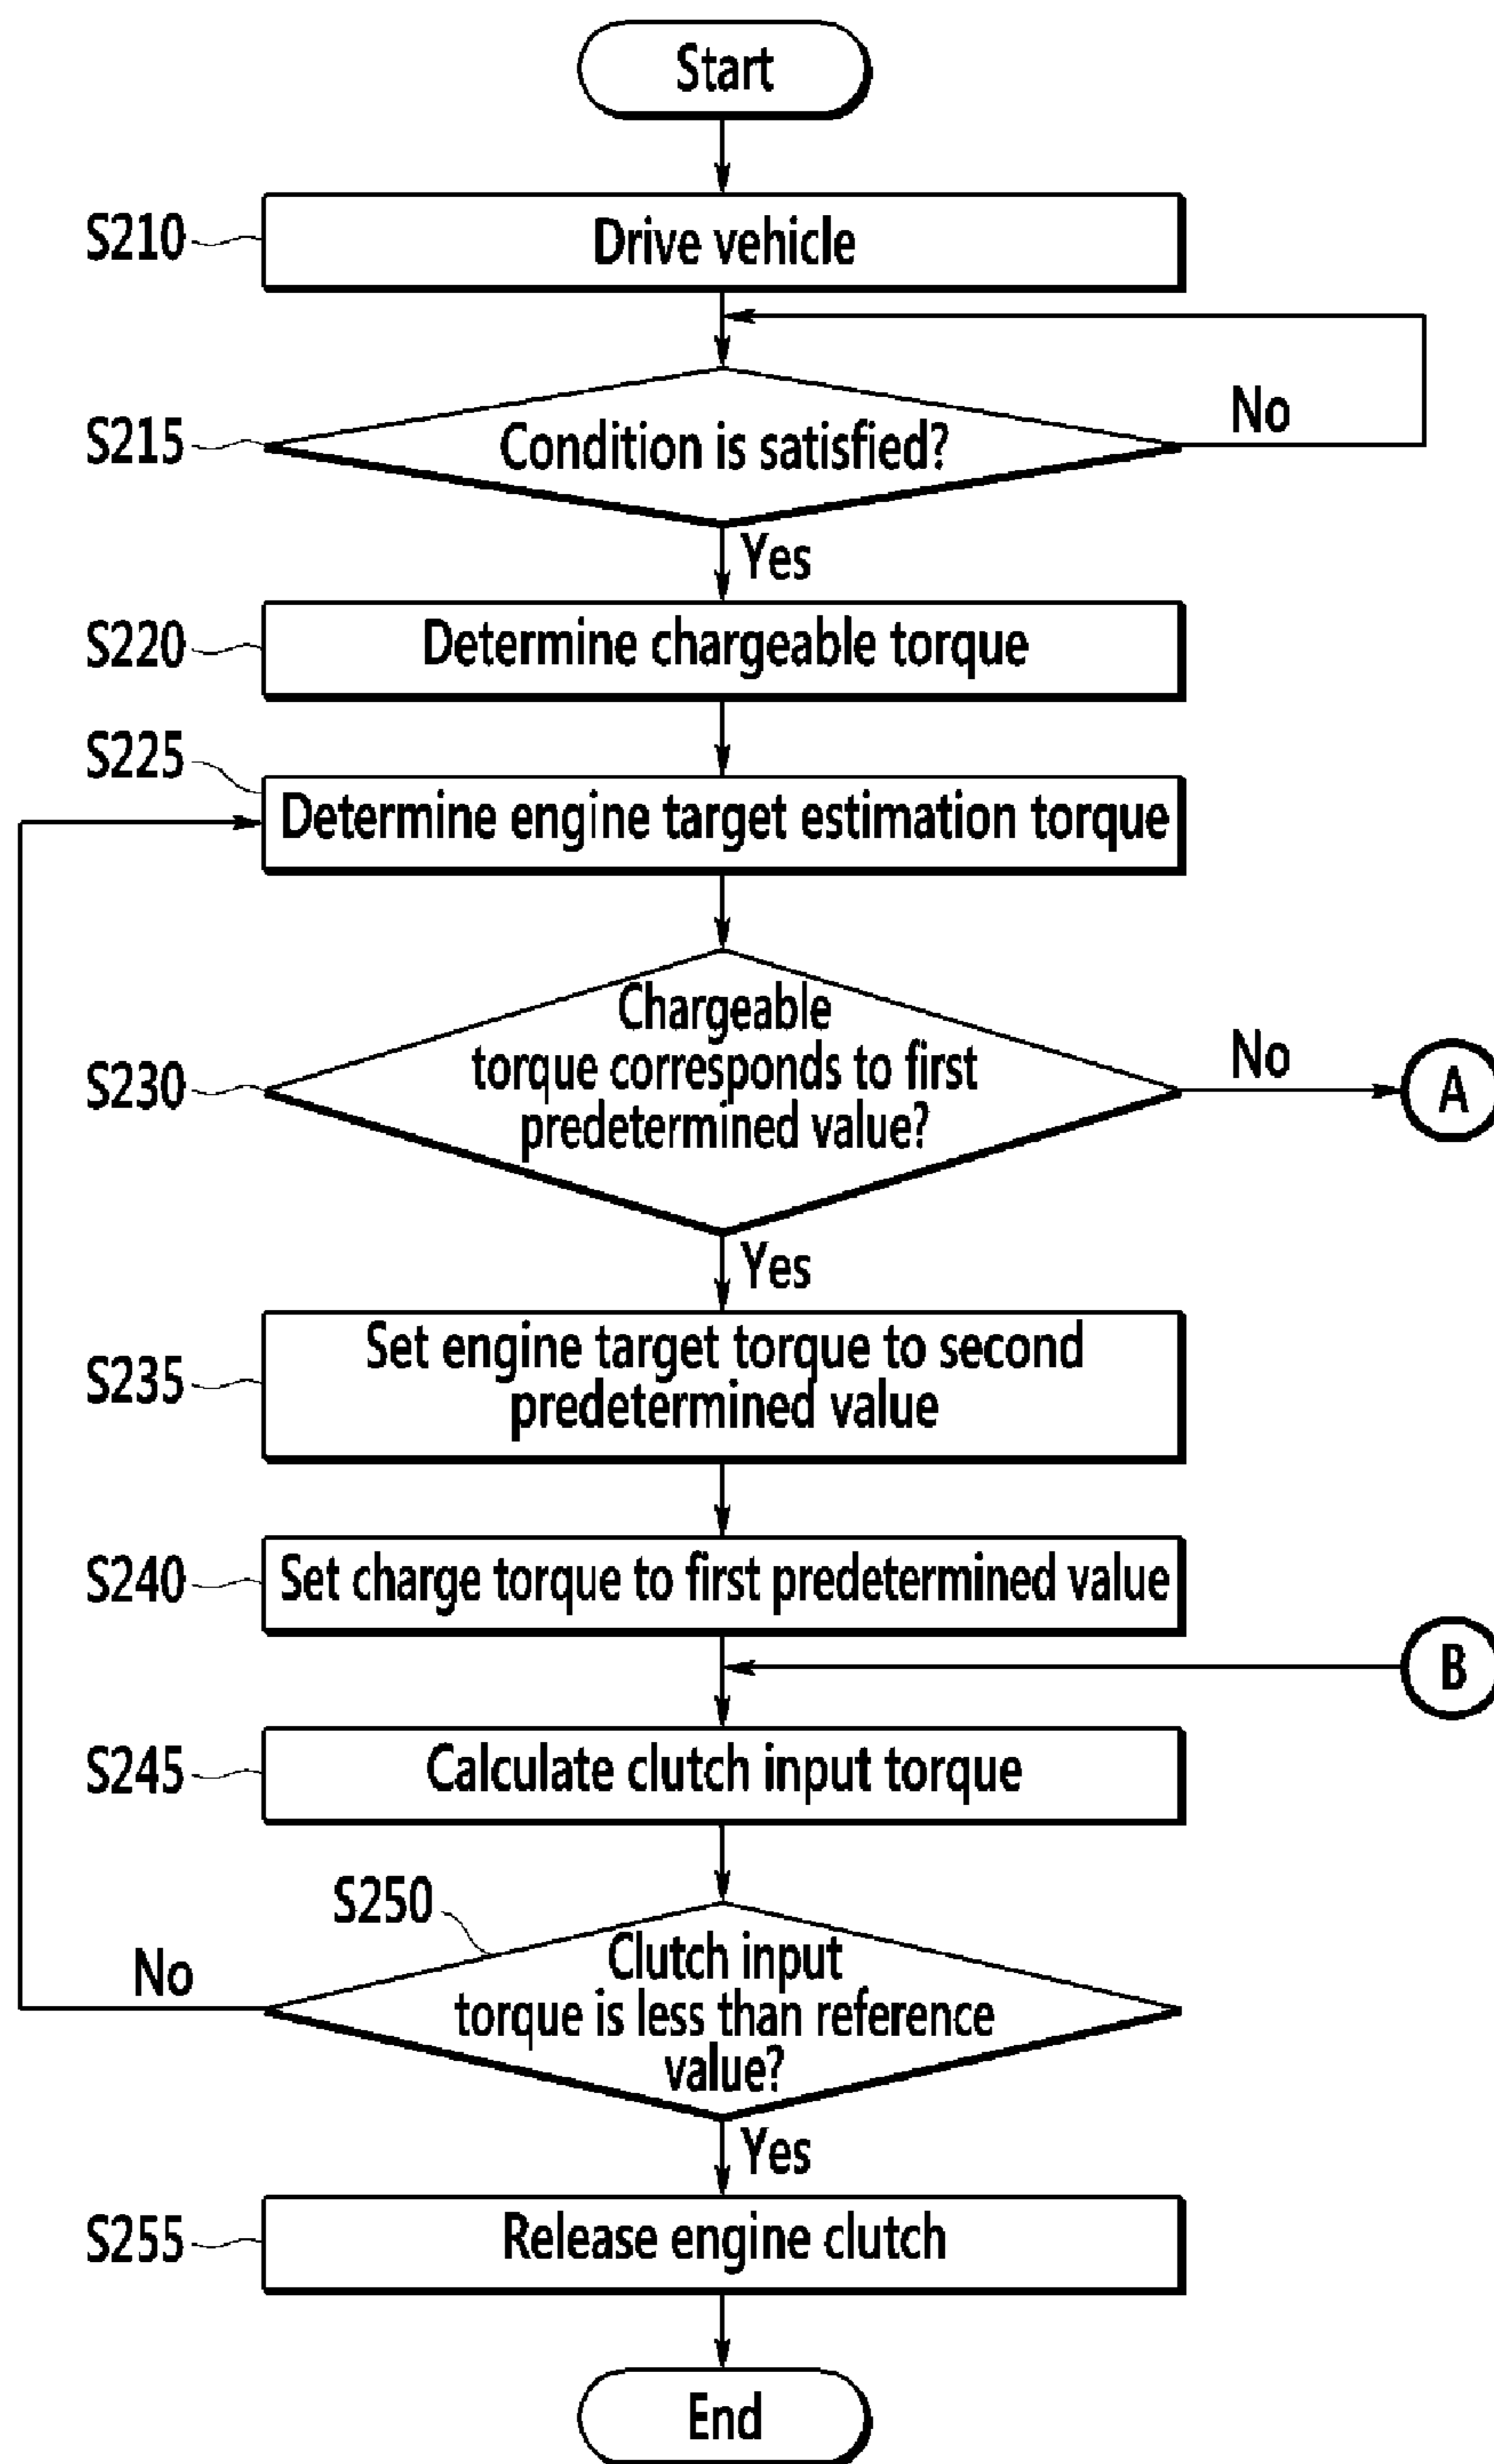 Start
S210
Drive vehicle
S215
Condition is satisfied?
No
Yes
S220
Determine chargeable torque
S225
Determine engine target estimation torque
S230
Chargeable
torque corresponds to first
predetermined value?
No
A
Yes
S235
Set engine target torque to second
predetermined value
S240
Set charge torque to first predetermined value
B
S245
Calculate clutch input torque
S250
No
Clutch input
torque is less than reference
value?
Yes
S255
Release engine clutch
End